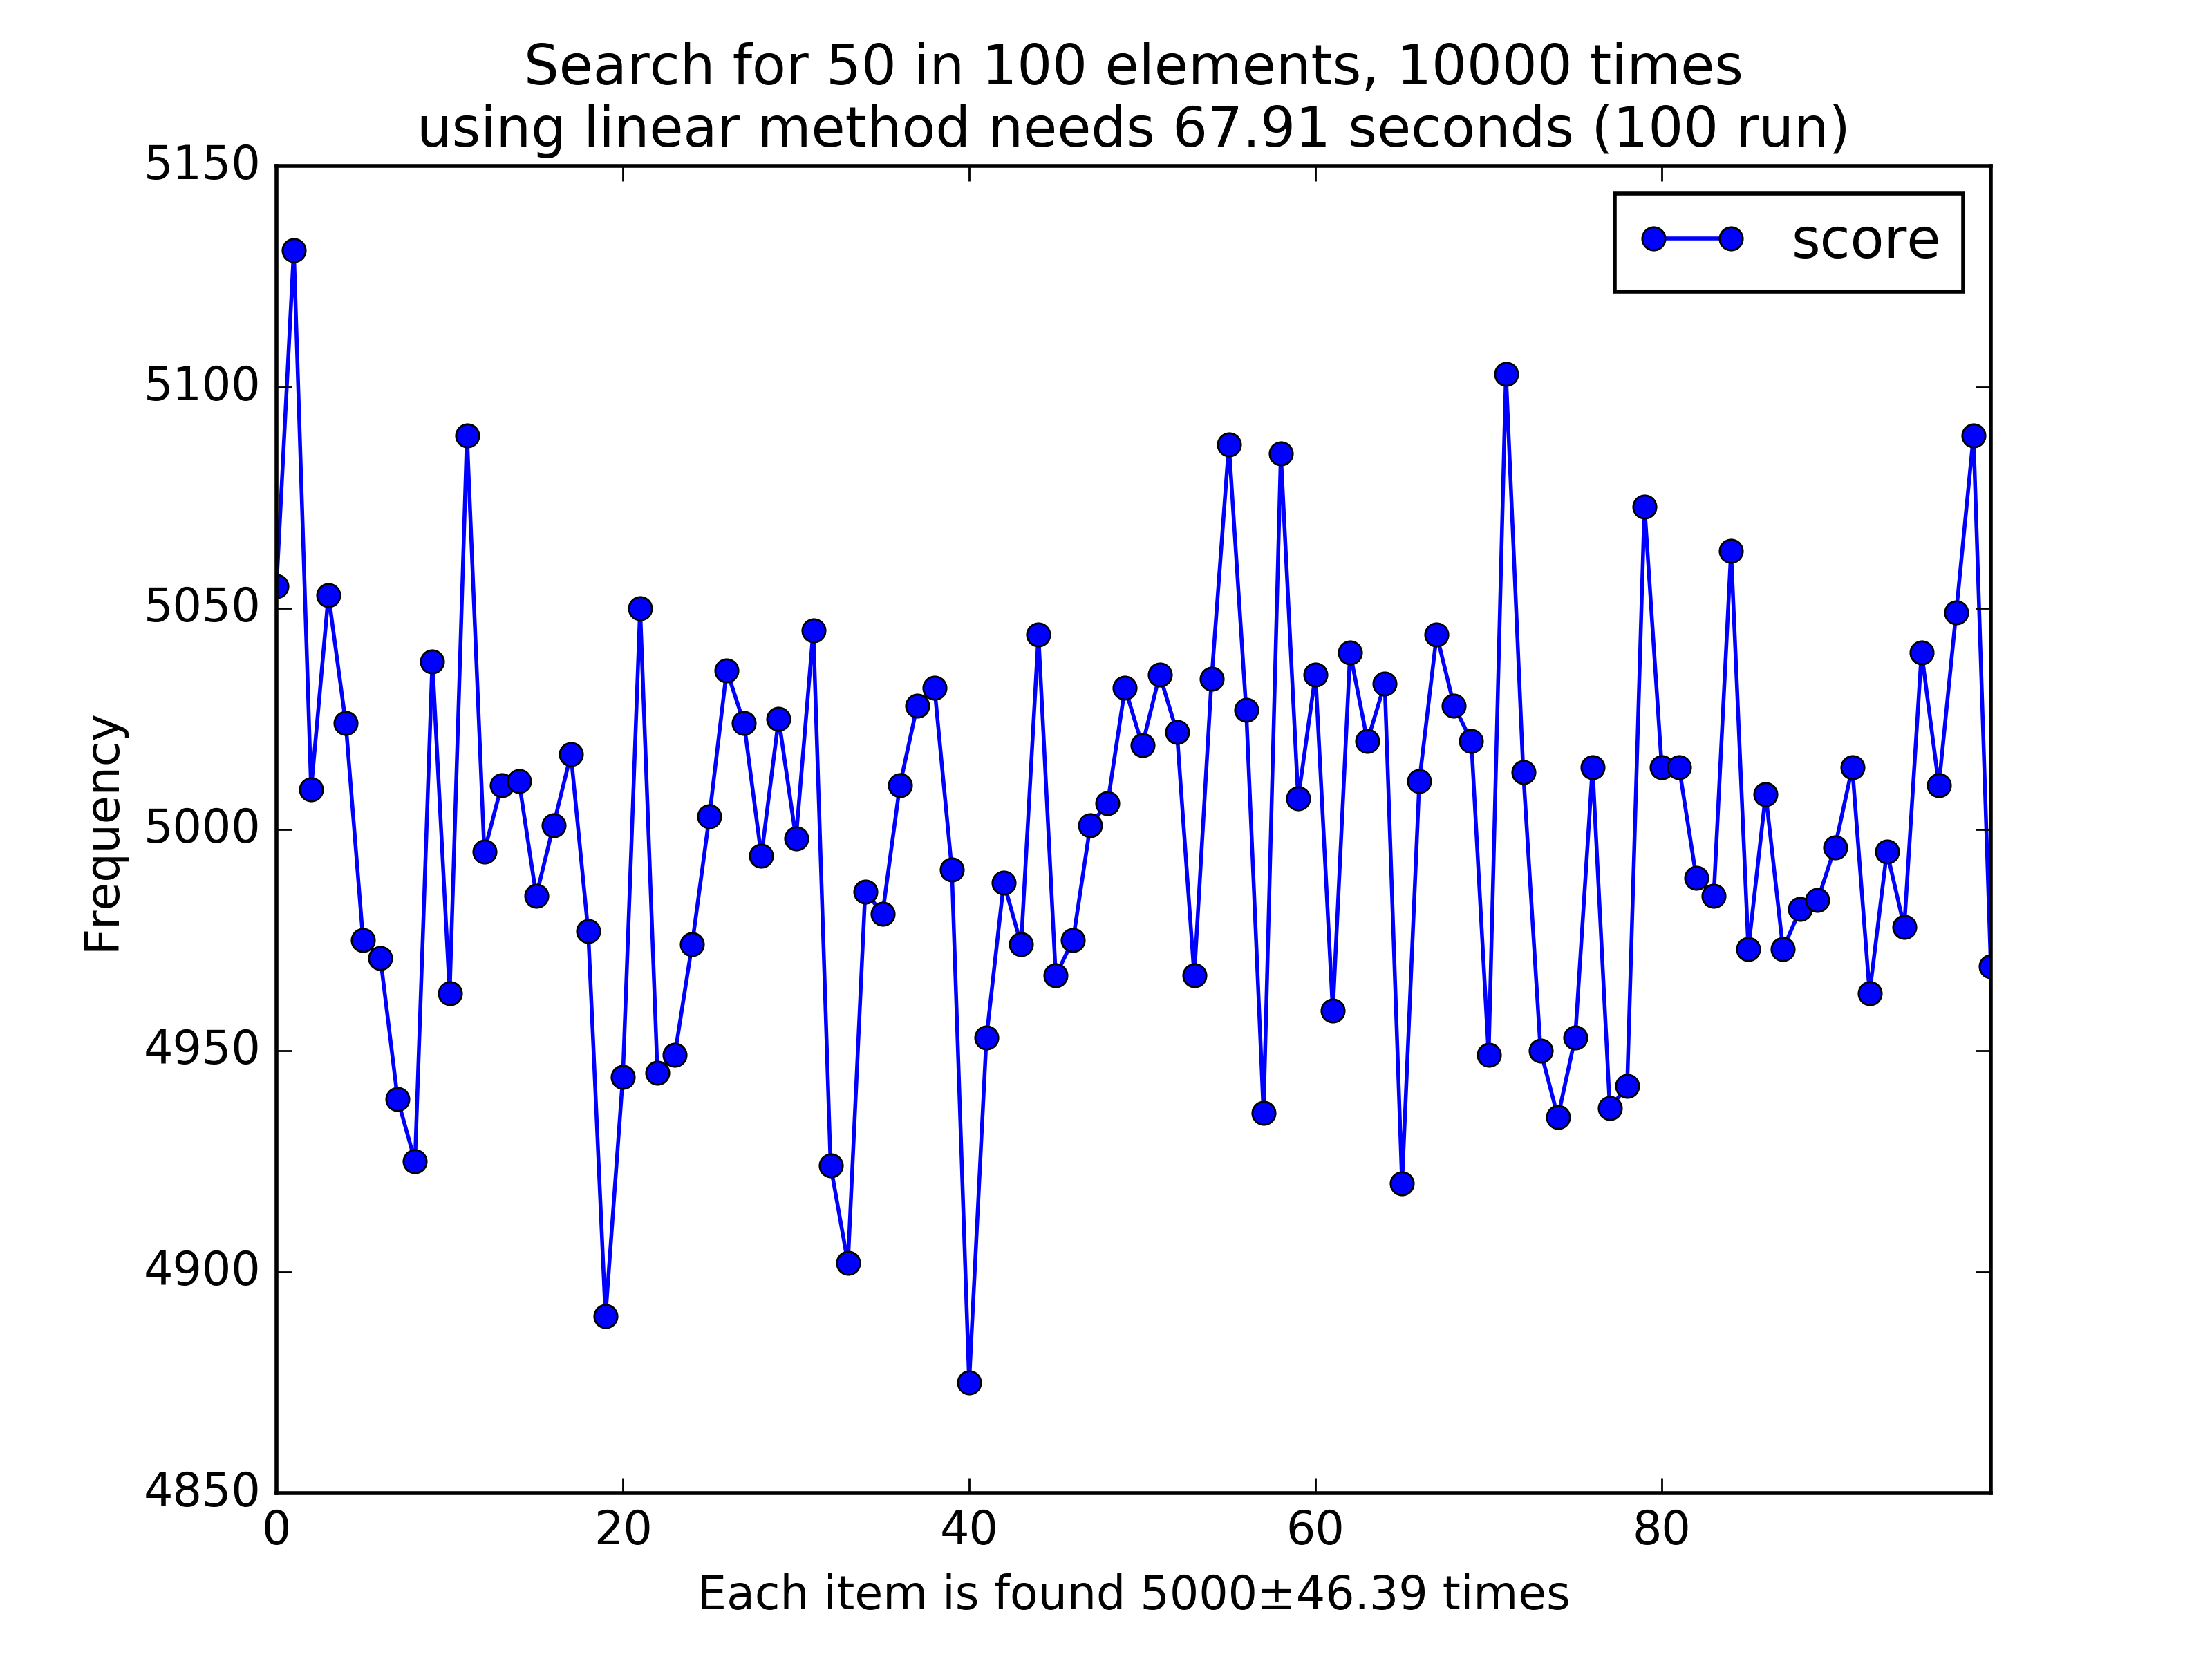 Search for 50 in 100 elements, 10000 times
using linear method needs 67.91 seconds (100 run)
5150
5100
5050
5000
4950
4900
4850
Frequency
score
0 20 40 60 80
Each item is found 5000±46.39 times